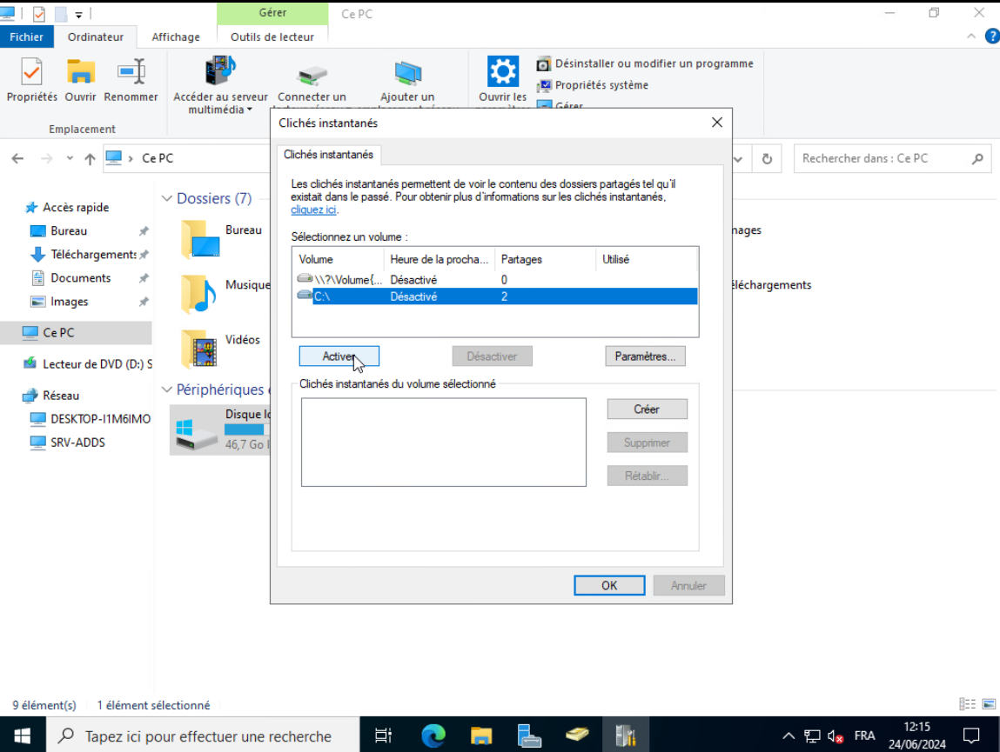 Gérer
Ce PC
Fichier
Ordinateur
Affichage
Outils de lecteur
Propriétés
Ouvrir
Renommer
Accéder au serveur
multimédia
Connecter un
Ajouter un
Ouvrir les
Désinstaller ou modifier un programme
Propriétés système
Gérer
Emplacement
Ce PC
Rechercher dans : Ce PC
Clichés instantanés
Clichés instantanés
Les clichés instantanés permettent de voir le contenu des dossiers partagés tel qu'il
existait dans le passé. Pour obtenir plus d'informations sur les clichés instantanés,
cliquez ici.
Sélectionnez un volume :
Volume
Heure de la procha...
Partages
Utilisé
\\?\Volume{... Désactivé 0
C:\ Désactivé 2
Activer
Désactiver
Paramètres...
Clichés instantanés du volume sélectionné
Créer
Supprimer
Rétablir...
OK
Annuler
Accès rapide
Bureau
Téléchargements
Documents
Images
Ce PC
Lecteur de DVD (D:) S
Réseau
DESKTOP-I1M6IMO
SRV-ADDS
Dossiers (7)
Bureau
Musique
Vidéos
Périphériques
Disque
46,7 Go
9 élément(s)
1 élément sélectionné
Tapez ici pour effectuer une recherche
FRA
12:15
24/06/2024